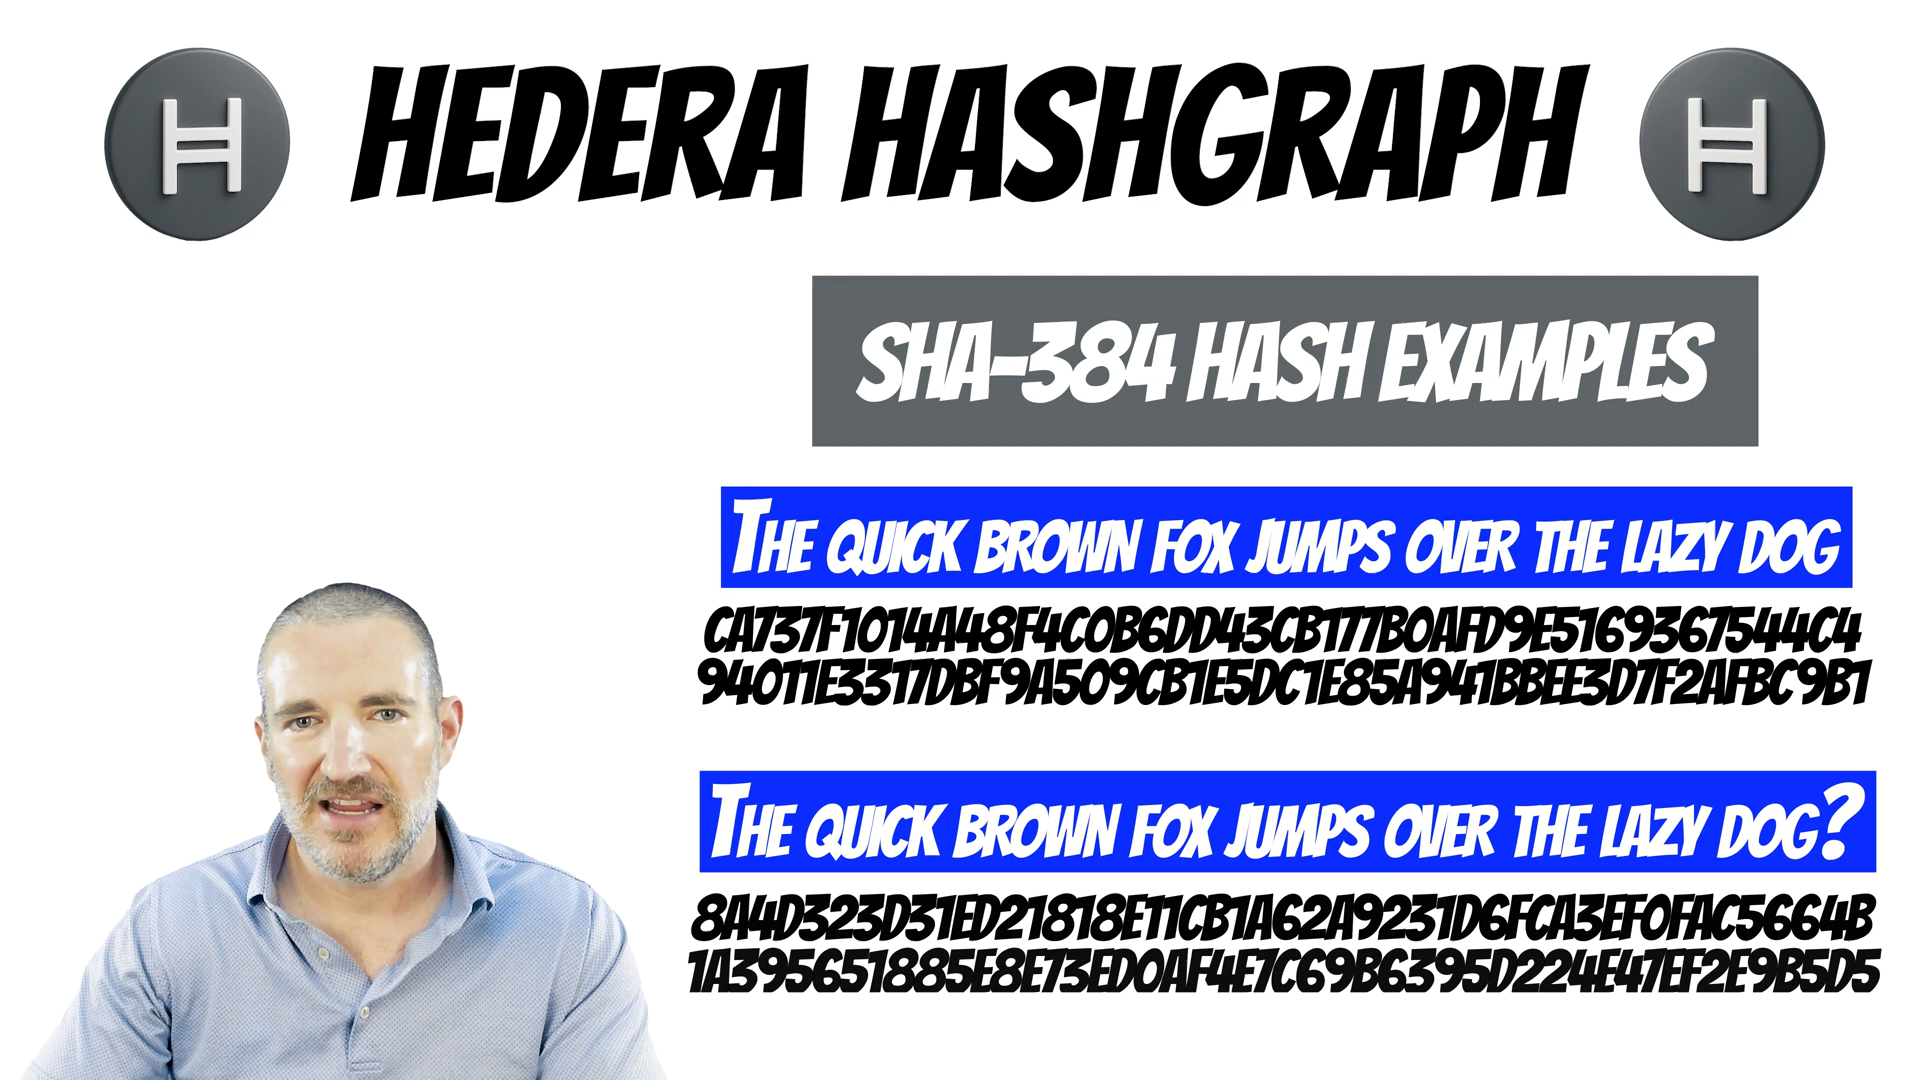 HEDERA HASHGRAPH
SHA-384 HASH EXAMPLES
The quick brown fox jumps over the lazy dog
CA737F1014A48F4C0B6DD43CB177B0AFD9E5169367544C4
94011E3317DBF9A509CB1E5DC1E85A941BBEE3D7F2AFBC9B1
The quick brown fox jumps over the lazy dog?
8A4D323D31ED21818E11CB1A62A9231D6FCA3EF0FAC5664B
1A395651885E8E73ED0AF4E7C69B6395D224E47EF2E9B5D5